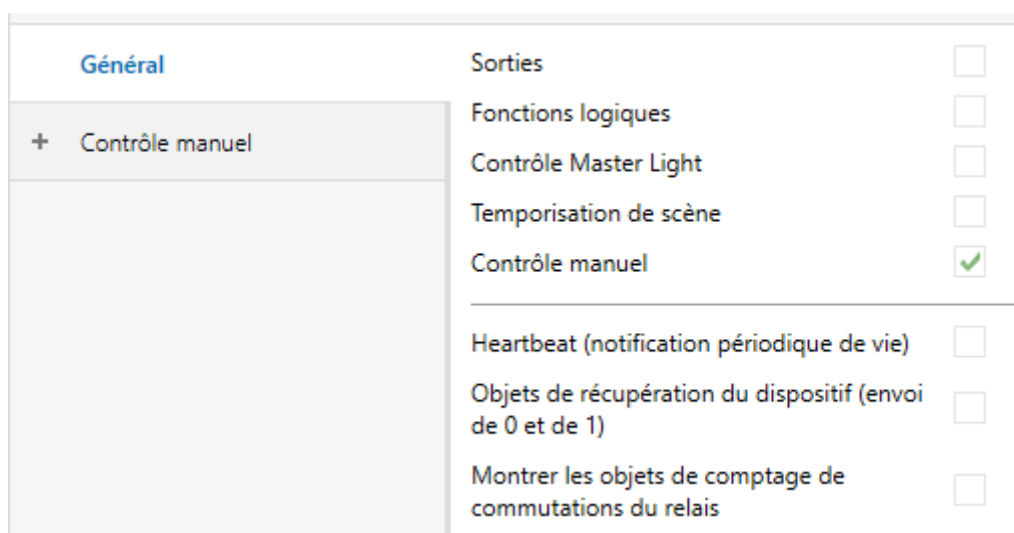 Général
+ Contrôle manuel
Sorties
Fonctions logiques
Contrôle Master Light
Temporisation de scène
Contrôle manuel
Heartbeat (notification périodique de vie)
Objets de récupération du dispositif (envoi
de 0 et de 1)
Montrer les objets de comptage de
commutations du relais